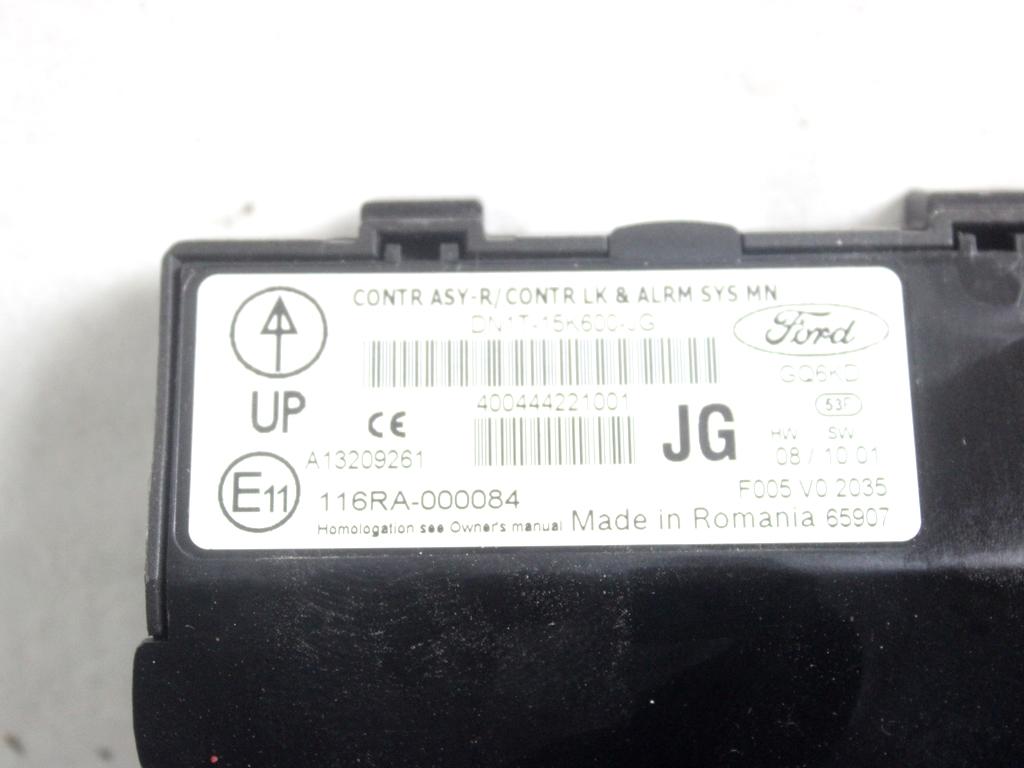 CONTR ASY-R/CONTR LK & ALRM SYS MN
DN1T-15K600-JG
Ford
GQ6KD
UP
CE
400444221001
JG
HW SW
08 / 10 01
A13209261
E11
116RA-000084
F005 V0 2035
Homologation see Owner's manual Made in Romania 65907